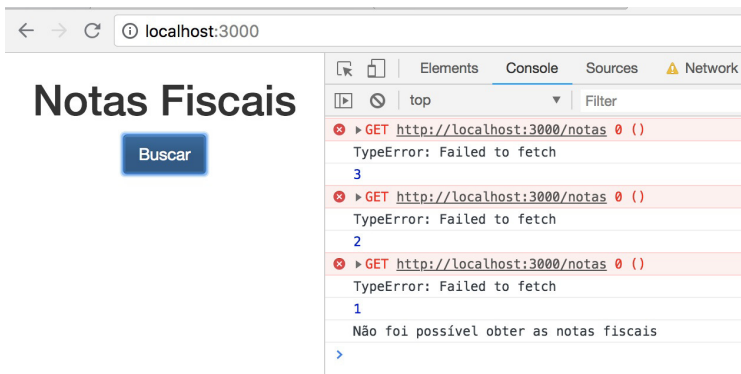 localhost:3000
Notas Fiscais
Buscar
Elements Console Sources Network
top Filter
GET http://localhost:3000/notas 0 ()
TypeError: Failed to fetch
3
GET http://localhost:3000/notas 0 ()
TypeError: Failed to fetch
2
GET http://localhost:3000/notas 0 ()
TypeError: Failed to fetch
1
Não foi possível obter as notas fiscais